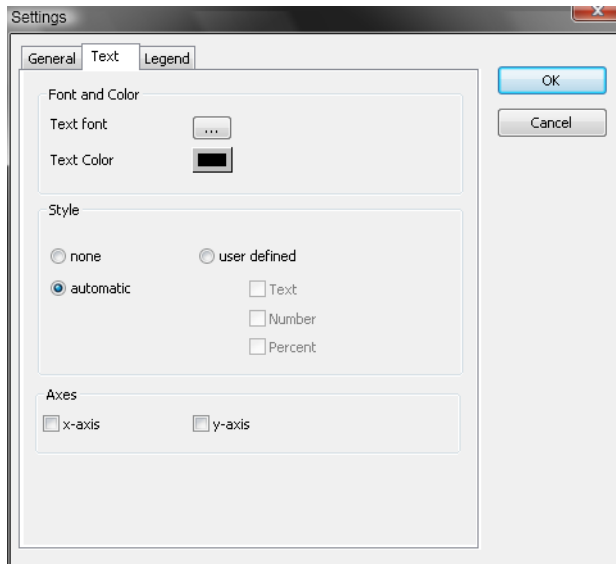 Settings
General Text Legend
OK
Cancel
Font and Color
Text font ...
Text Color
Style
none user defined
automatic Text
Number
Percent
Axes
x-axis y-axis